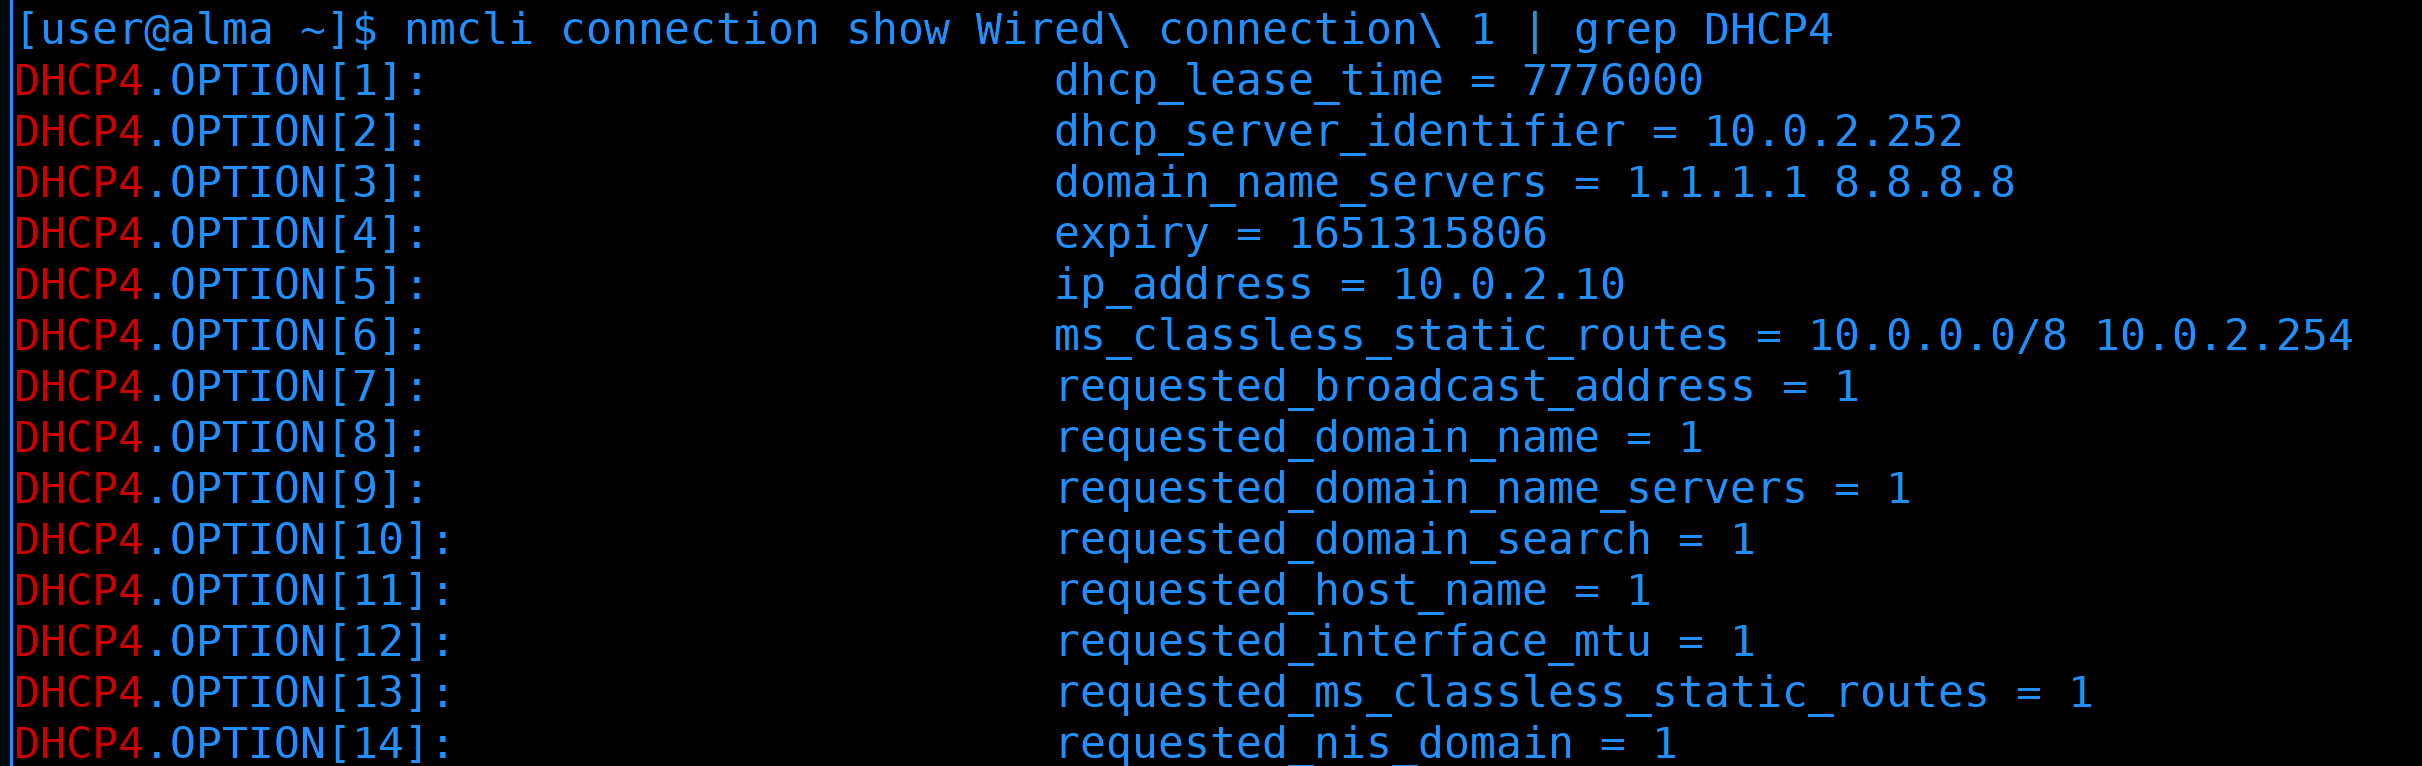 [user@alma ~]$ nmcli connection show Wired\ connection\ 1 | grep DHCP4
DHCP4.OPTION[1]: dhcp_lease_time = 7776000
DHCP4.OPTION[2]: dhcp_server_identifier = 10.0.2.252
DHCP4.OPTION[3]: domain_name_servers = 1.1.1.1 8.8.8.8
DHCP4.OPTION[4]: expiry = 1651315806
DHCP4.OPTION[5]: ip_address = 10.0.2.10
DHCP4.OPTION[6]: ms_classless_static_routes = 10.0.0.0/8 10.0.2.254
DHCP4.OPTION[7]: requested_broadcast_address = 1
DHCP4.OPTION[8]: requested_domain_name = 1
DHCP4.OPTION[9]: requested_domain_name_servers = 1
DHCP4.OPTION[10]: requested_domain_search = 1
DHCP4.OPTION[11]: requested_host_name = 1
DHCP4.OPTION[12]: requested_interface_mtu = 1
DHCP4.OPTION[13]: requested_ms_classless_static_routes = 1
DHCP4.OPTION[14]: requested_nis_domain = 1